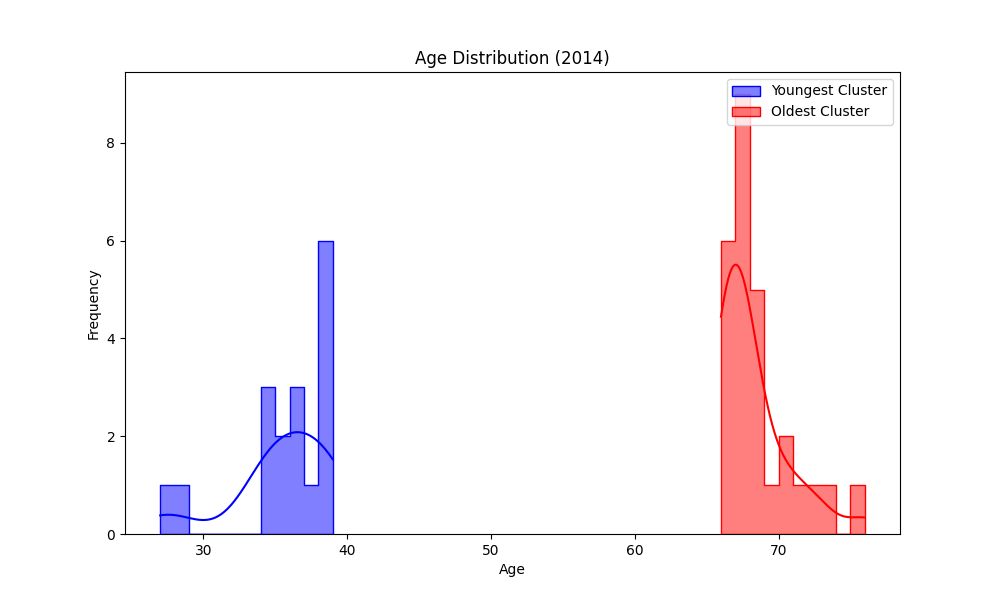 Age Distribution (2014)
Youngest Cluster
Oldest Cluster
Frequency
8
6
4
2
0
30 40 50 60 70
Age